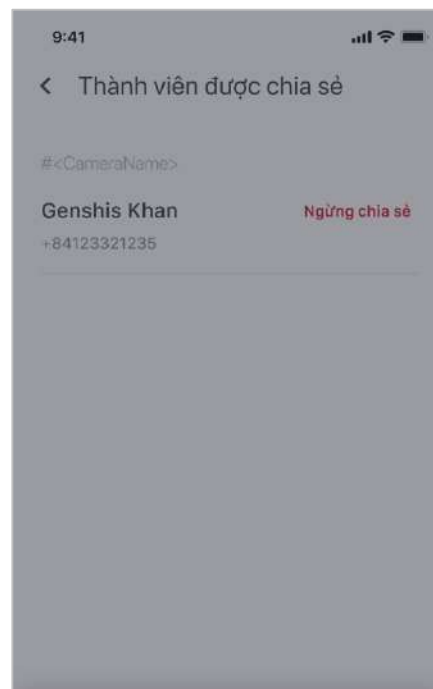 9:41
Thành viên được chia sẻ
#<CameraName>
Genshis Khan
Ngừng chia sẻ
+84123321235